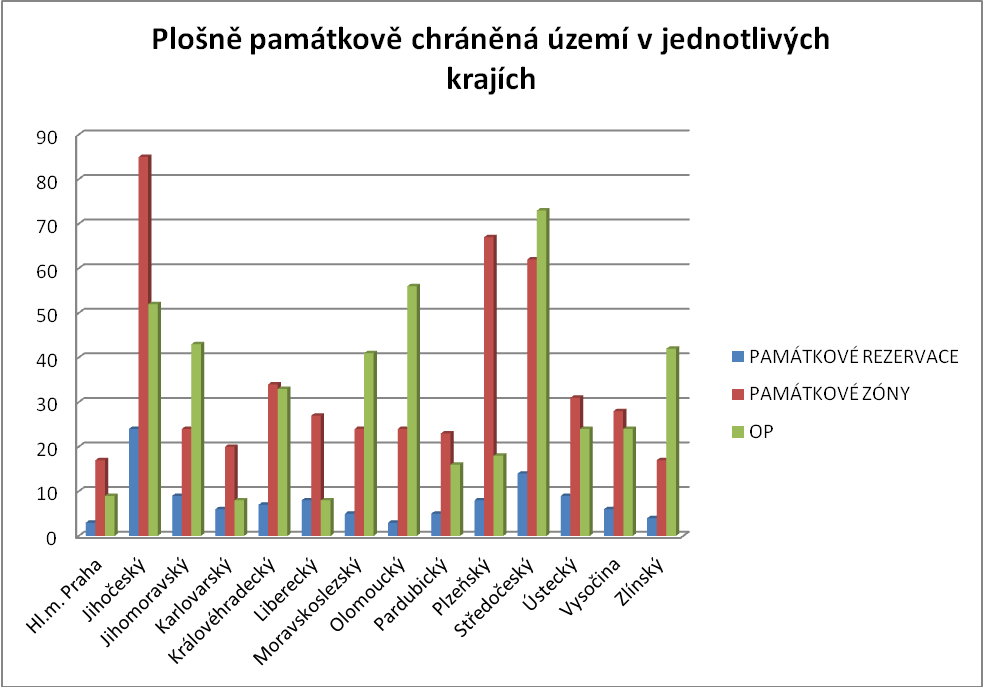 Plošně památkově chráněná území v jednotlivých
krajích
90
80
70
60
50
40
30
20
10
0
Hl.m. Praha
Jihočeský
Jihomoravský
Karlovarský
Královéhradecký
Liberecký
Moravskoslezský
Olomoucký
Pardubický
Plzeňský
Středočeský
Ústecký
Vysočina
Zlínský
PAMÁTKOVÉ REZERVACE
PAMÁTKOVÉ ZÓNY
OP